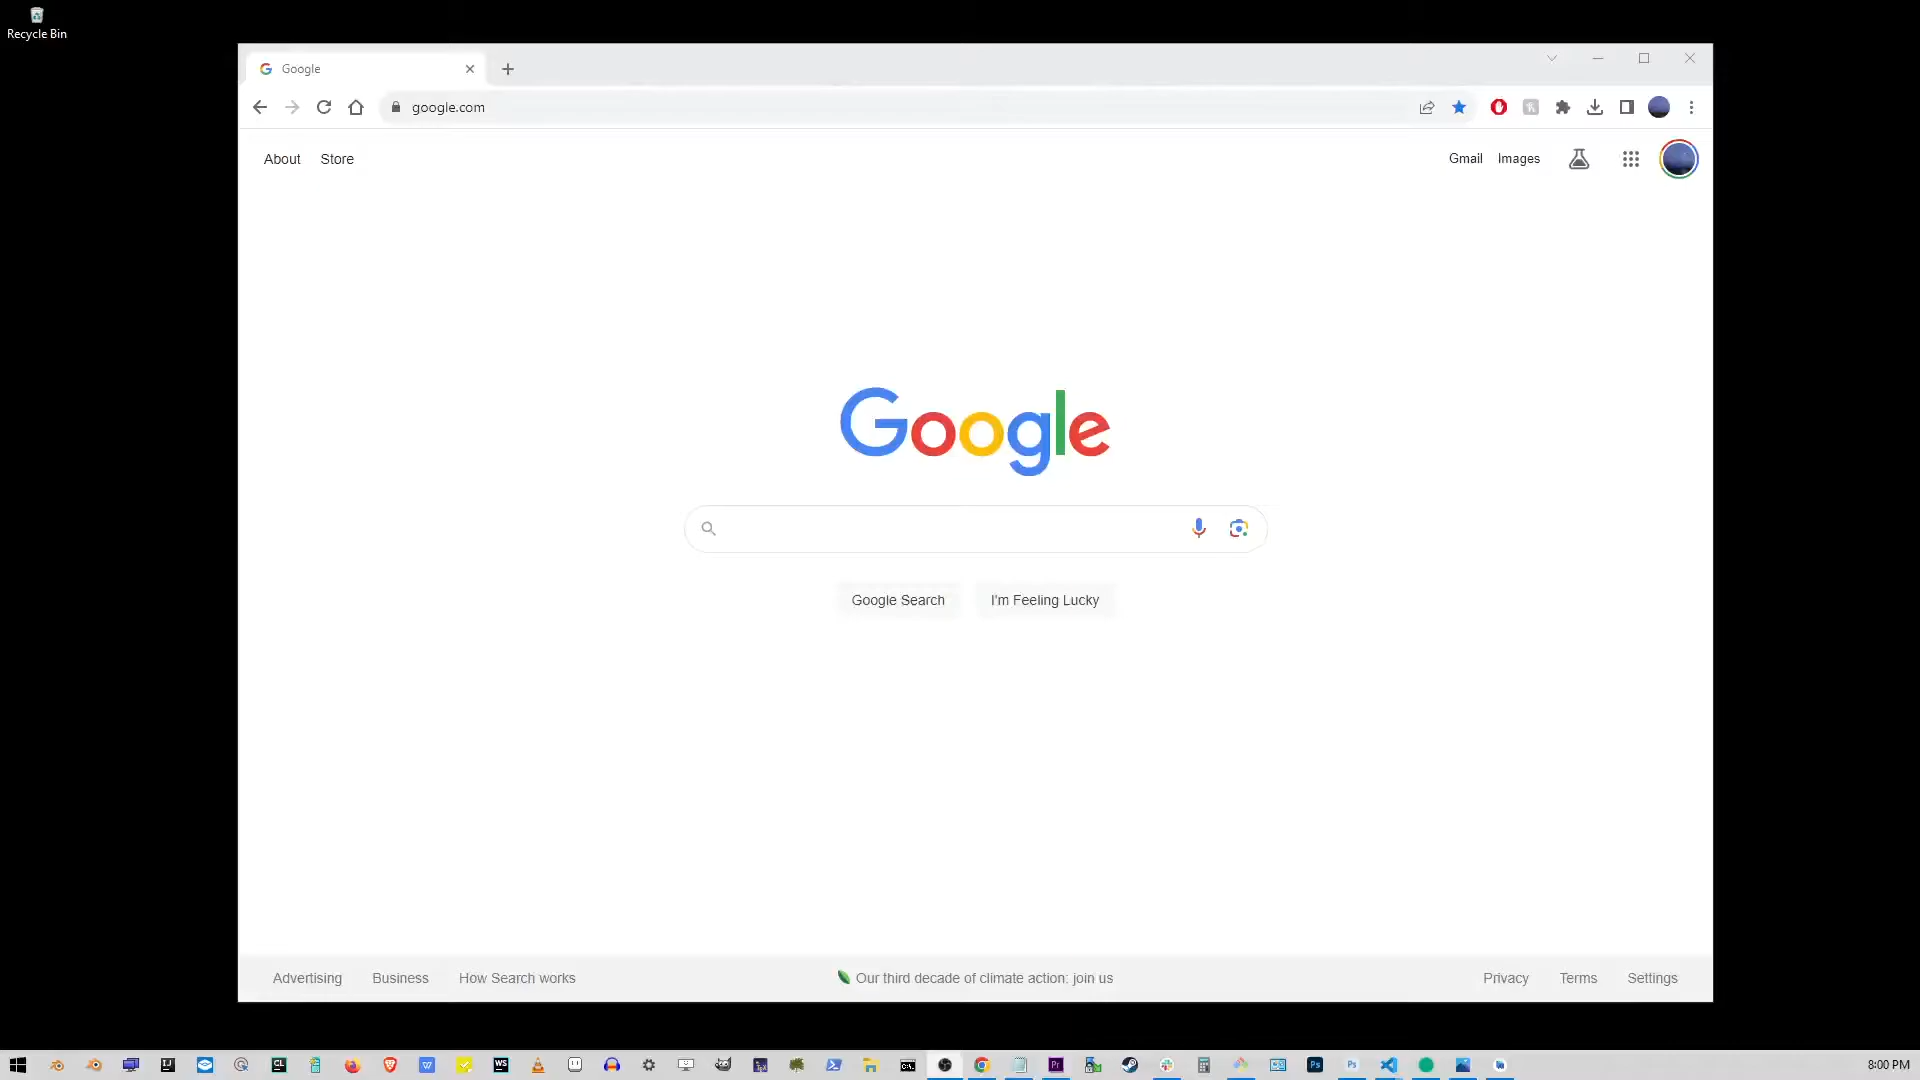 Recycle Bin
Google
google.com
About Store
Gmail Images
Google
Google Search I'm Feeling Lucky
Advertising Business How Search works
Our third decade of climate action: join us
Privacy Terms Settings
8:00 PM